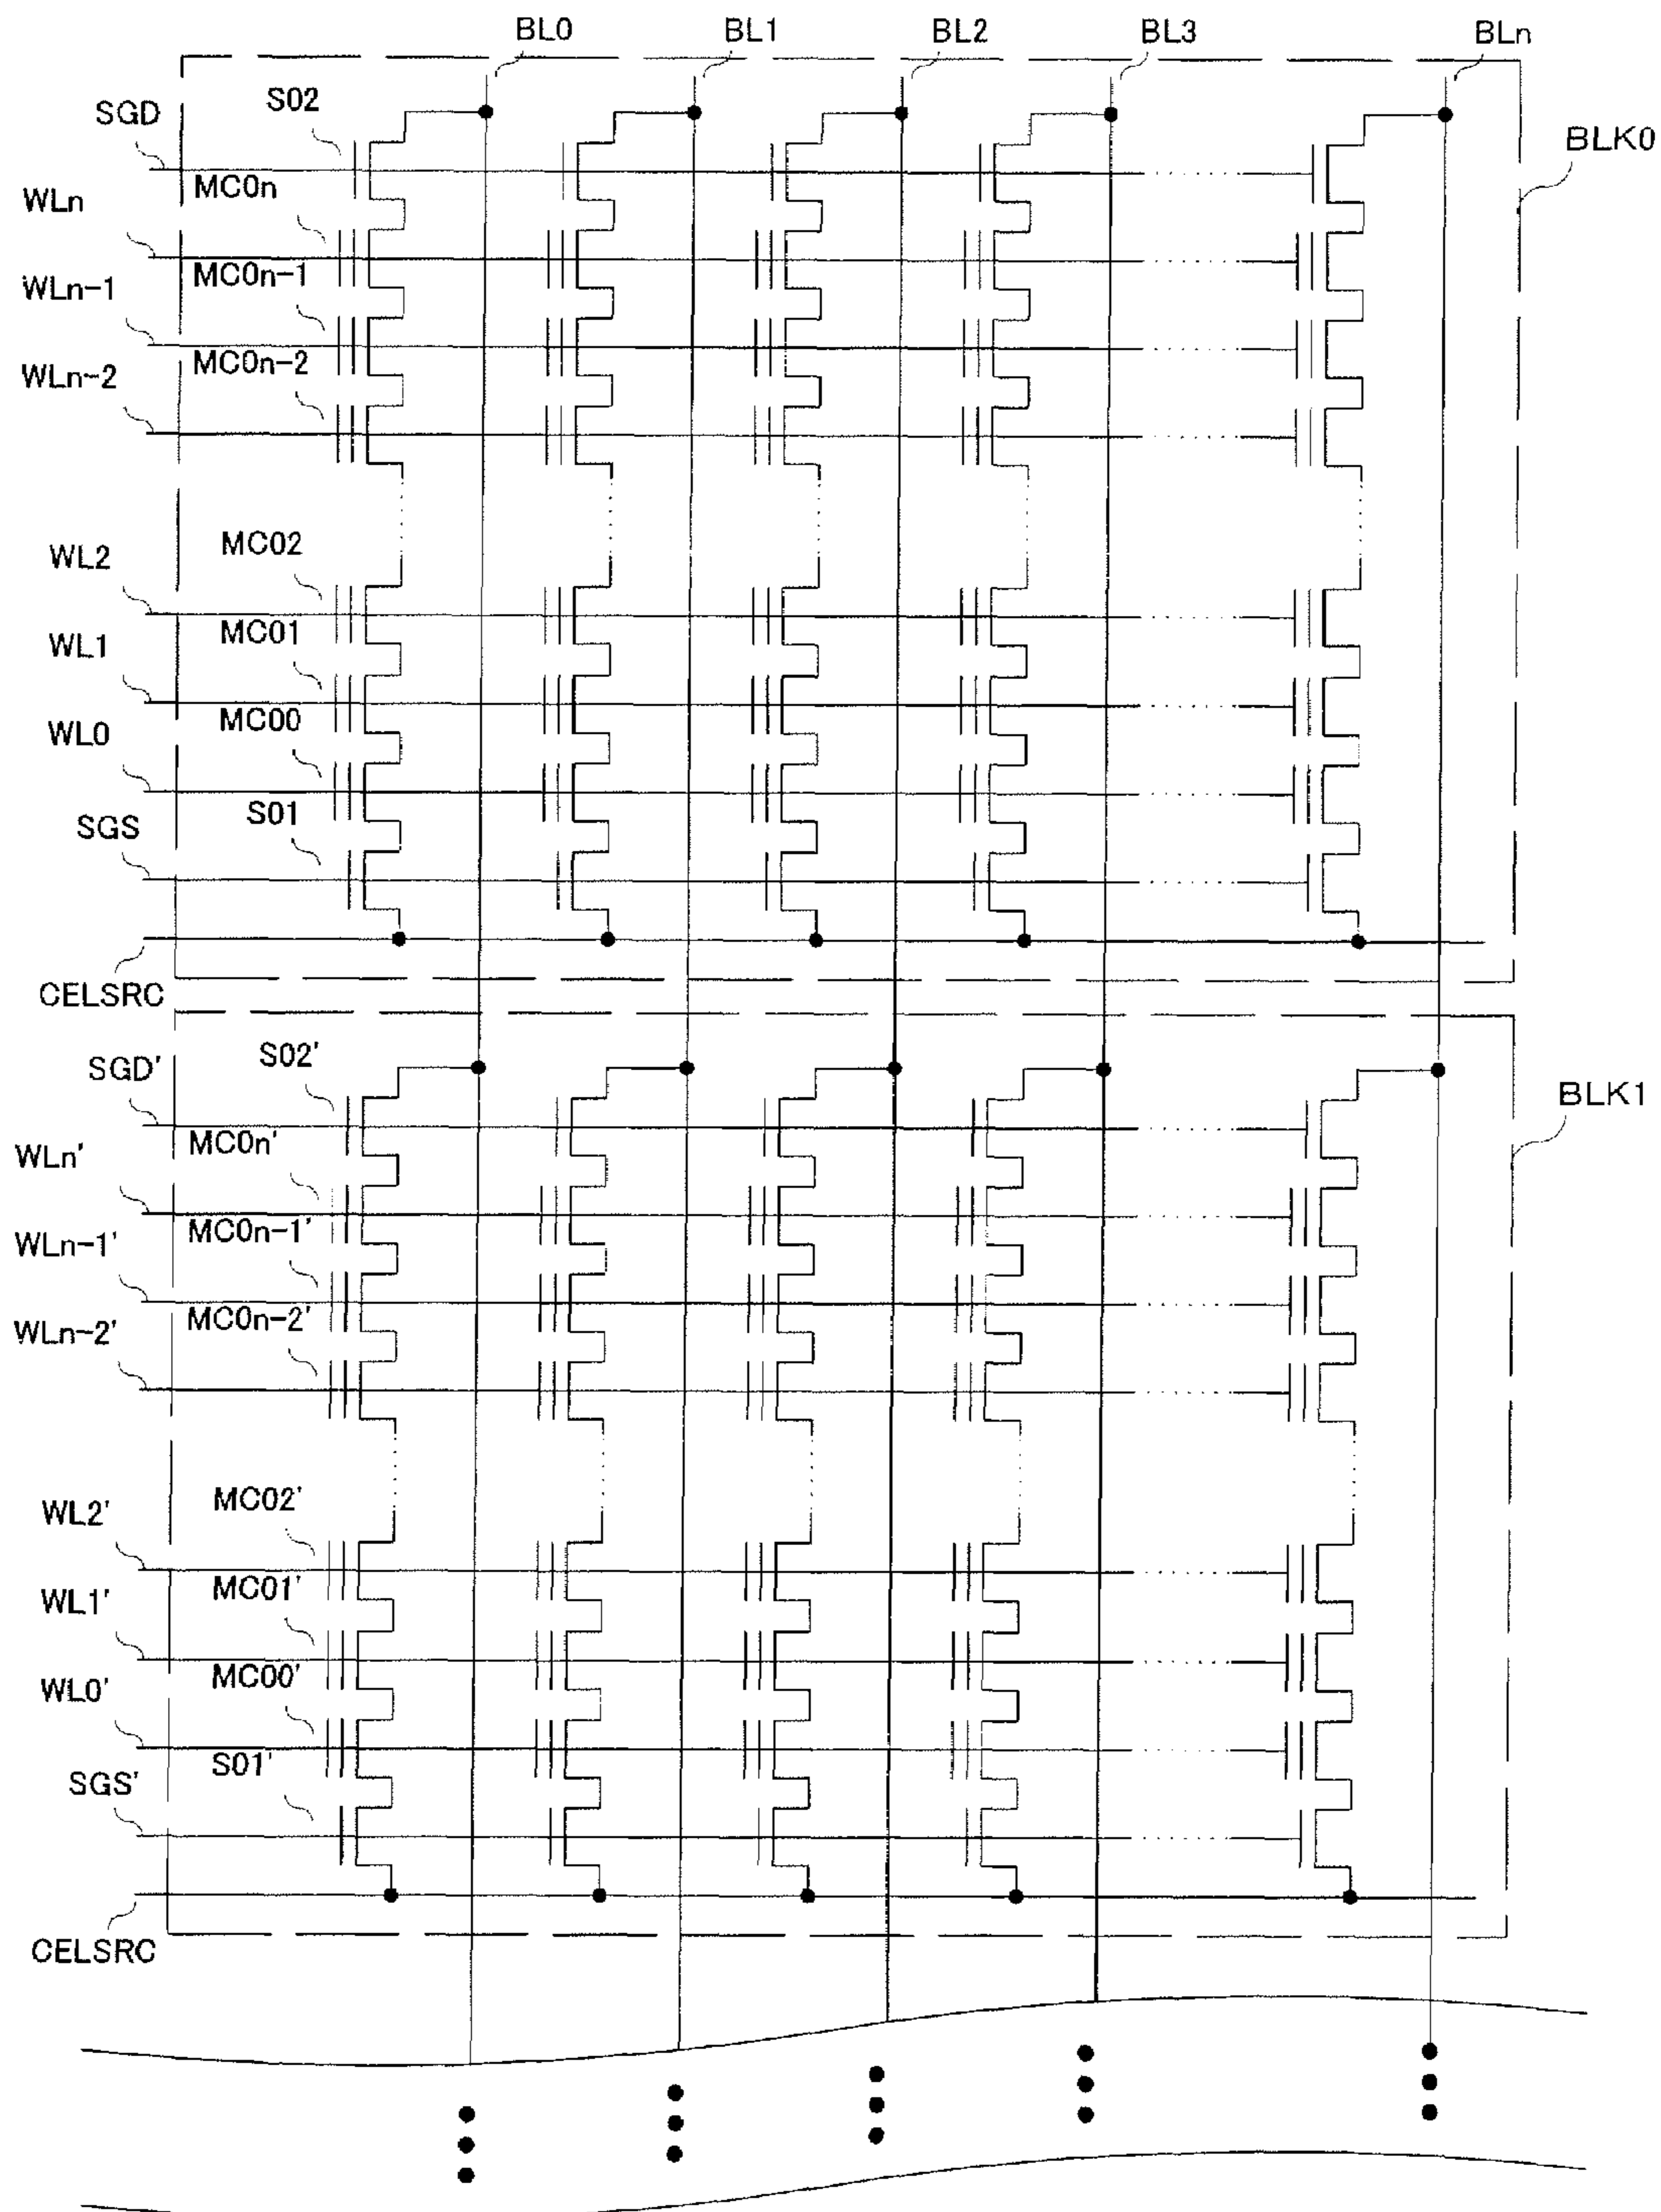 BL0 BL1 BL2 BL3 BLn
SGD S02 BLK0
WLn MC0n
WLn-1 MC0n-1
WLn-2 MC0n-2
WL2 MC02
WL1 MC01
WL0 MC00
SGS S01
CELSRC
SGD' S02' BLK1
WLn' MC0n'
WLn-1' MC0n-1'
WLn-2' MC0n-2'
WL2' MC02'
WL1' MC01'
WL0' MC00'
SGS' S01'
CELSRC